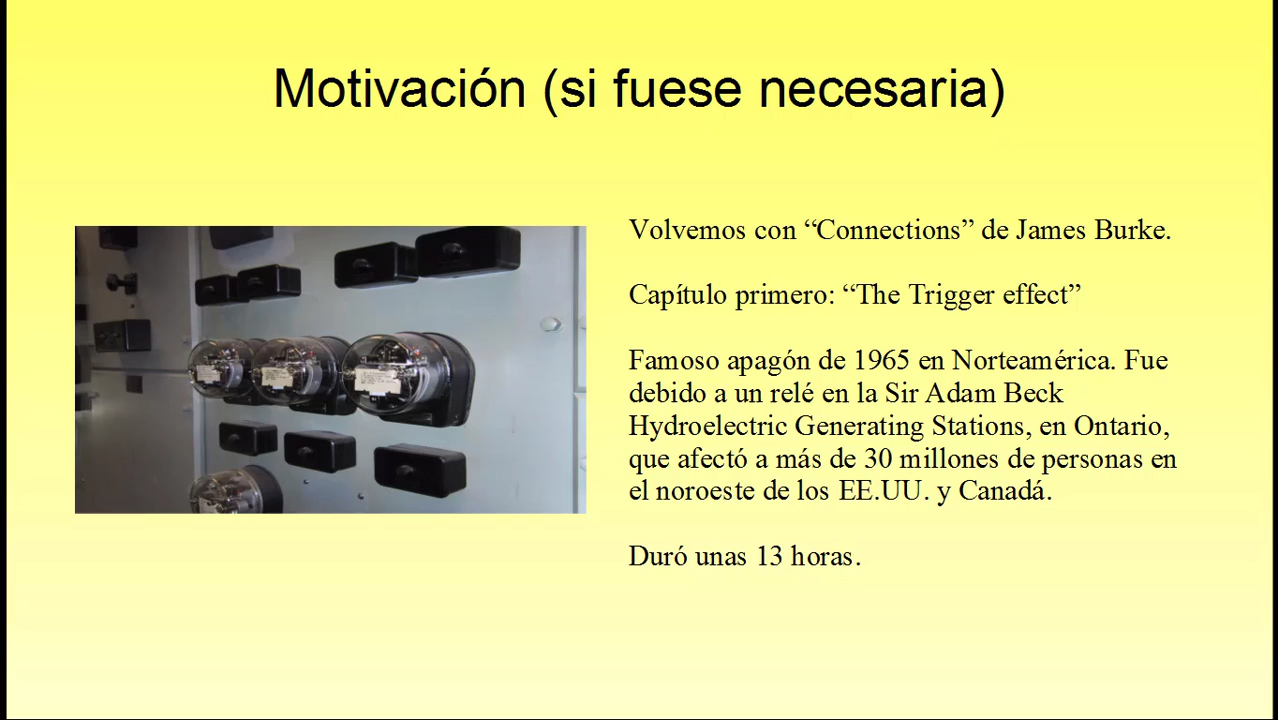 Motivación (si fuese necesaria)
Volvemos con “Connections” de James Burke.
Capítulo primero: “The Trigger effect”
Famoso apagón de 1965 en Norteamérica. Fue
debido a un relé en la Sir Adam Beck
Hydroelectric Generating Stations, en Ontario,
que afectó a más de 30 millones de personas en
el noroeste de los EE.UU. y Canadá.
Duró unas 13 horas.